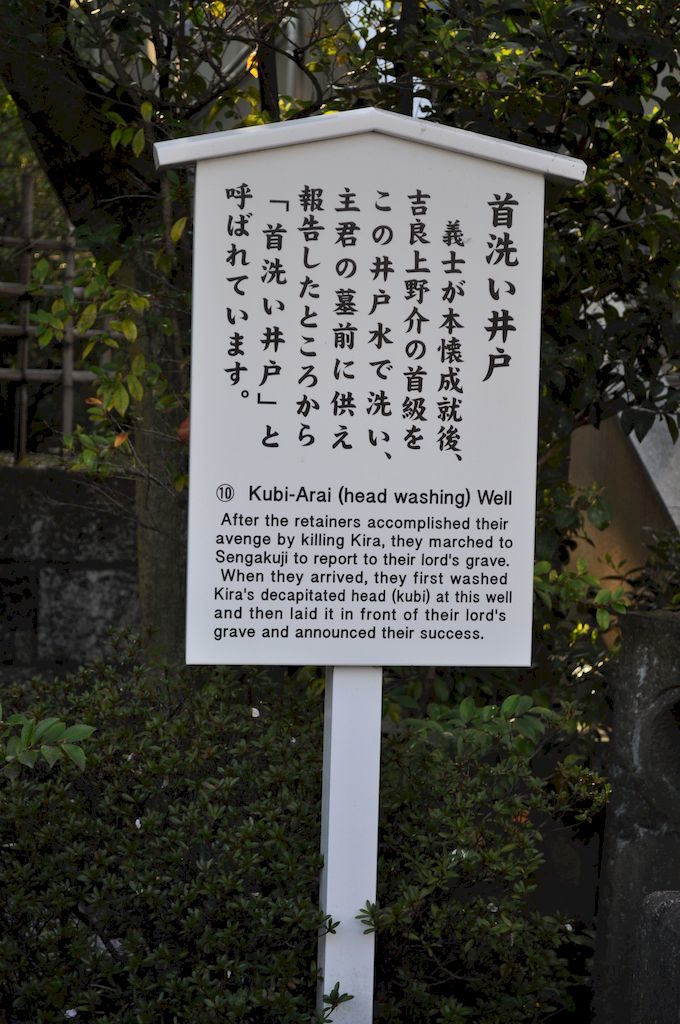 首洗い井戸
義士が本懐成就後、
吉良上野介の首級を
この井戸水で洗い、
主君の墓前に供え
報告したところから
「首洗い井戸」と
呼ばれています。
⑩ Kubi-Arai (head washing) Well
After the retainers accomplished their
avenge by killing Kira, they marched to
Sengakuji to report to their lord's grave.
When they arrived, they first washed
Kira's decapitated head (kubi) at this well
and then laid it in front of their lord's
grave and announced their success.